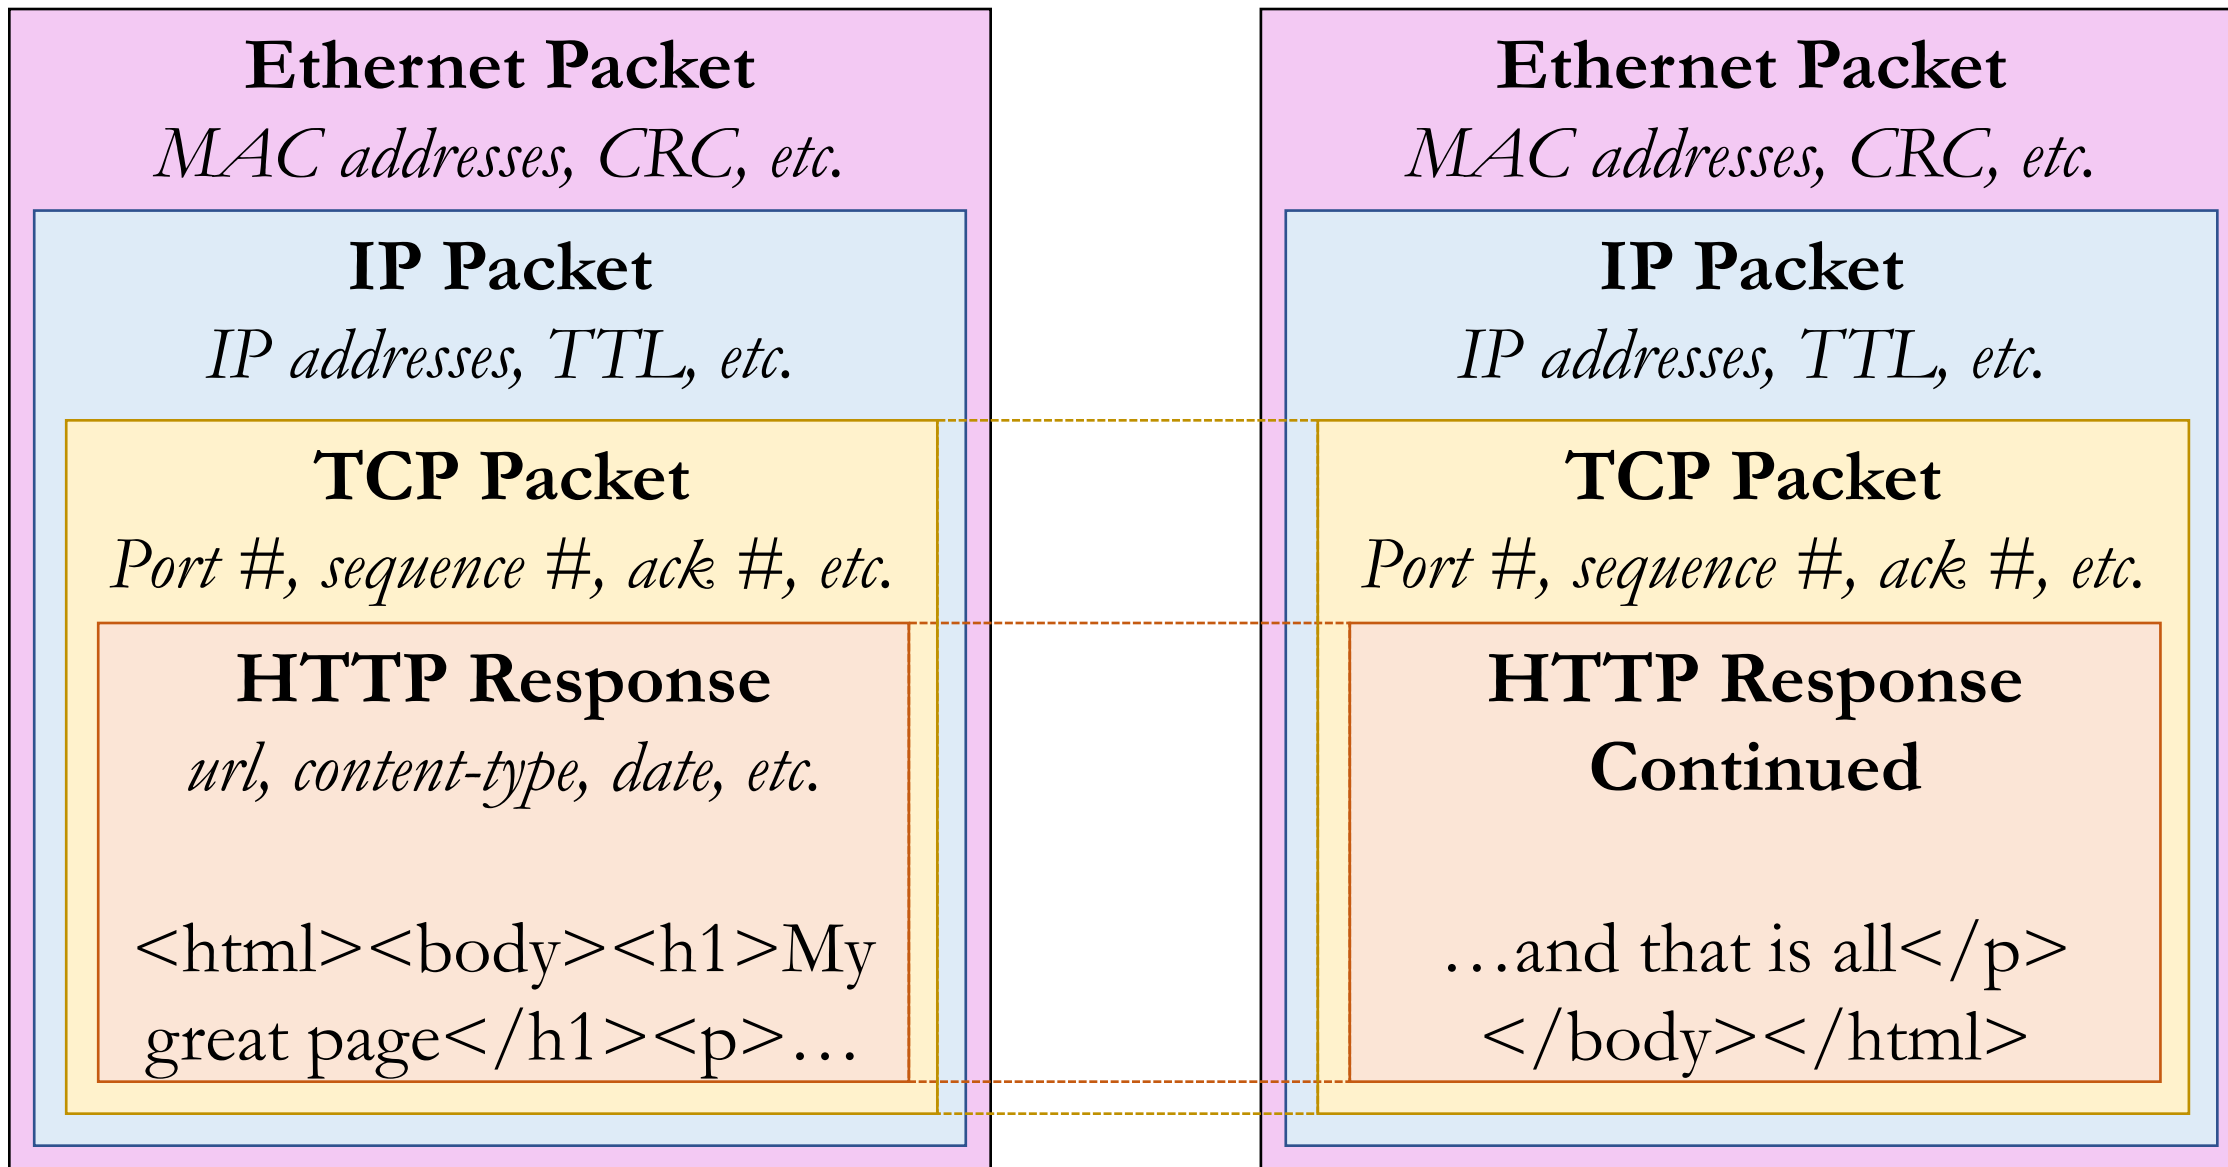 Ethernet Packet
MAC addresses, CRC, etc.
IP Packet
IP addresses, TTL, etc.
TCP Packet
Port #, sequence #, ack #, etc.
HTTP Response
url, content-type, date, etc.
<html><body><h1>My
great page</h1><p>…
Ethernet Packet
MAC addresses, CRC, etc.
IP Packet
IP addresses, TTL, etc.
TCP Packet
Port #, sequence #, ack #, etc.
HTTP Response
Continued
…and that is all</p>
</body></html>